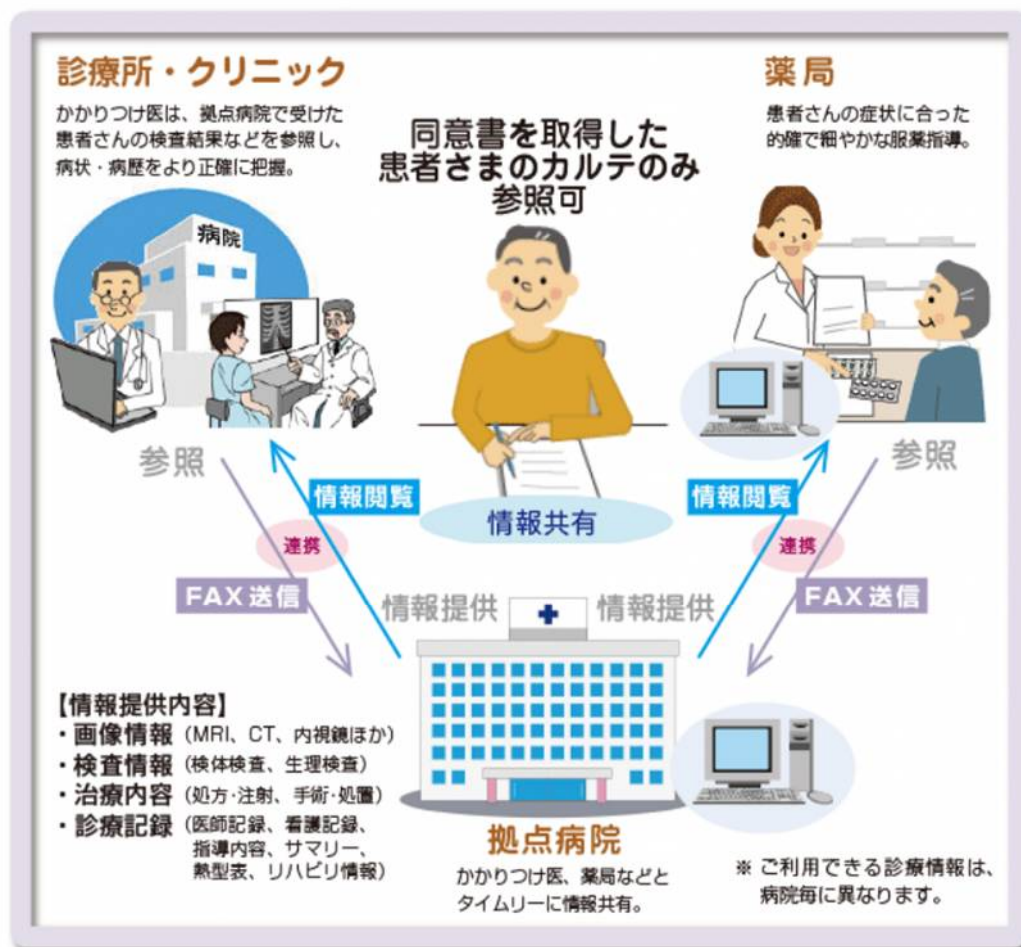 診療所・クリニック
かかりつけ医は、拠点病院で受けた
患者さんの検査結果などを参照し、
病状・病歴をより正確に把握。
病院
同意書を取得した
患者さまのカルテのみ
参照可
薬局
患者さんの症状に合った
的確で細やかな服薬指導。
参照
情報閲覧
連携
FAX送信
情報共有
参照
情報閲覧
連携
FAX送信
情報提供
情報提供
【情報提供内容】
・画像情報(MRI、CT、内視鏡ほか)
・検査情報(検体検査、生理検査)
・治療内容(処方・注射、手術・処置)
・診療記録(医師記録、看護記録、
指導内容、サマリー、
熱型表、リハビリ情報)
拠点病院
かかりつけ医、薬局などと
タイムリーに情報共有。
※ ご利用できる診療情報は、
病院毎に異なります。